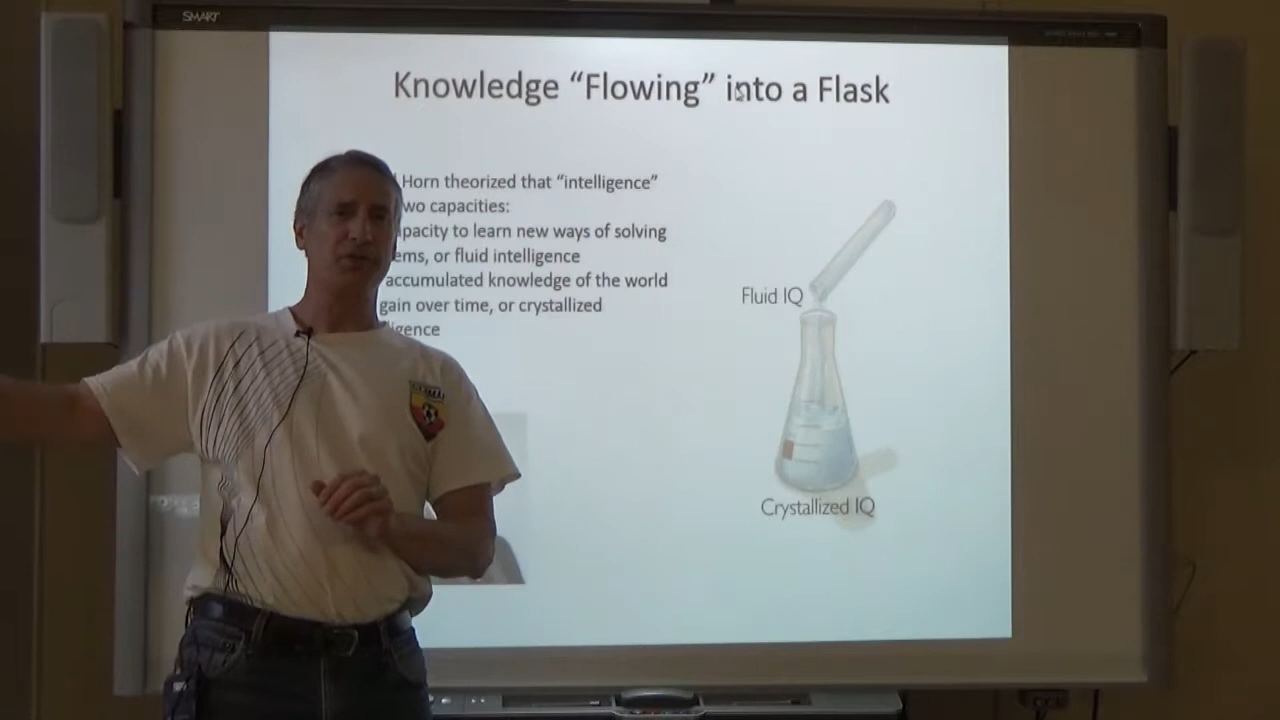 SMART
Knowledge “Flowing” into a Flask
Horn theorized that “intelligence”
wo capacities:
pacity to learn new ways of solving
ems, or fluid intelligence
accumulated knowledge of the world
gain over time, or crystallized
ligence
Fluid IQ
Crystallized IQ